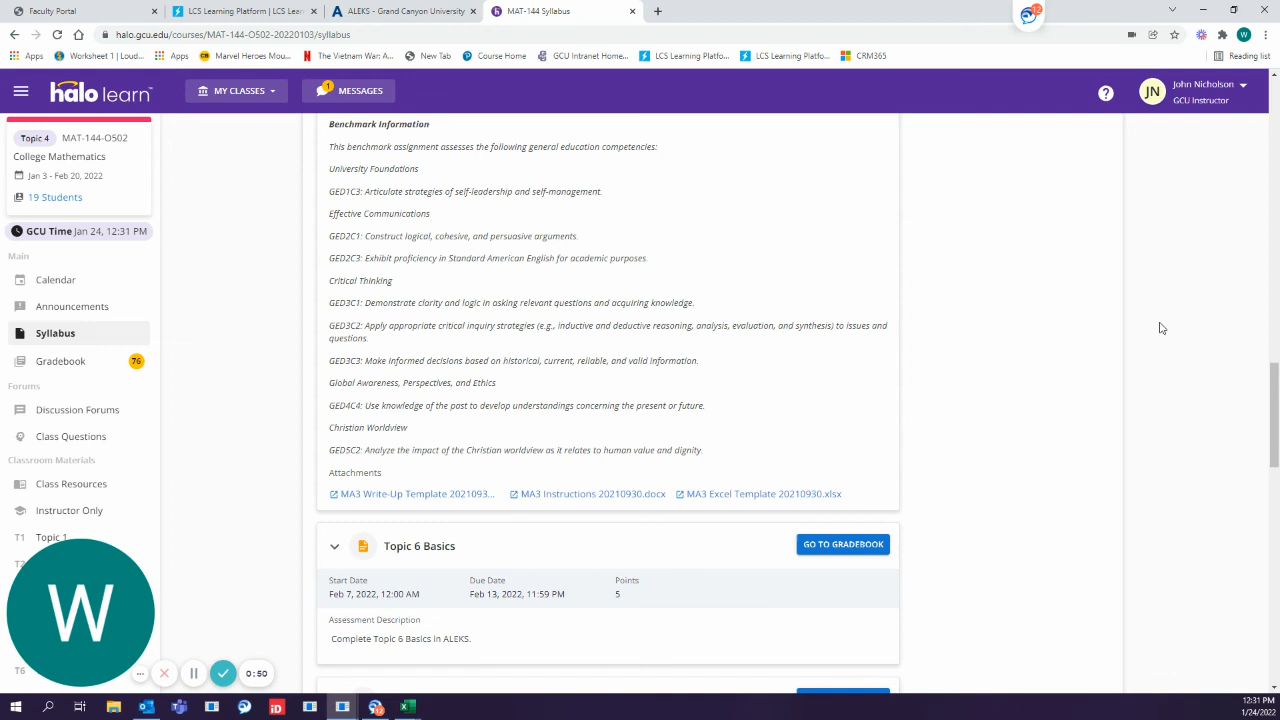 Faculty Portal
LCS Learning Platform | LCS Lear
ALEKS - Grand Canyon University
MAT-144 Syllabus
12
halo.gcu.edu/courses/MAT-144-O502-20220103/syllabus
W
Apps
Worksheet 1 | Loud...
Apps
Marvel Heroes Mou...
The Vietnam War: A...
New Tab
Course Home
GCU Intranet Home...
LCS Learning Platfo...
LCS Learning Platfo...
CRM365
Reading list
halo learn
MY CLASSES
1
MESSAGES
?
JN
John Nicholson
GCU Instructor
Topic 4
MAT-144-O502
College Mathematics
Jan 3 - Feb 20, 2022
19 Students
GCU Time Jan 24, 12:31 PM
Main
Calendar
Announcements
Syllabus
Gradebook
76
Forums
Discussion Forums
Class Questions
Classroom Materials
Class Resources
Instructor Only
T1 Topic 1
W
T6
0:50
Benchmark Information
This benchmark assignment assesses the following general education competencies:
University Foundations
GED1C3: Articulate strategies of self-leadership and self-management.
Effective Communications
GED2C1: Construct logical, cohesive, and persuasive arguments.
GED2C3: Exhibit proficiency in Standard American English for academic purposes.
Critical Thinking
GED3C1: Demonstrate clarity and logic in asking relevant questions and acquiring knowledge.
GED3C2: Apply appropriate critical inquiry strategies (e.g., inductive and deductive reasoning, analysis, evaluation, and synthesis) to issues and
questions.
GED3C3: Make informed decisions based on historical, current, reliable, and valid information.
Global Awareness, Perspectives, and Ethics
GED4C4: Use knowledge of the past to develop understandings concerning the present or future.
Christian Worldview
GED5C2: Analyze the impact of the Christian worldview as it relates to human value and dignity.
Attachments
MA3 Write-Up Template 202109З...
MA3 Instructions 20210930.docx
MA3 Excel Template 20210930.xlsx
Topic 6 Basics
GO TO GRADEBOOK
Start Date
Due Date
Points
Feb 7, 2022, 12:00 AM
Feb 13, 2022, 11:59 PM
5
Assessment Description
Complete Topic 6 Basics in ALEKS.
iD
12:31 PM
1/24/2022